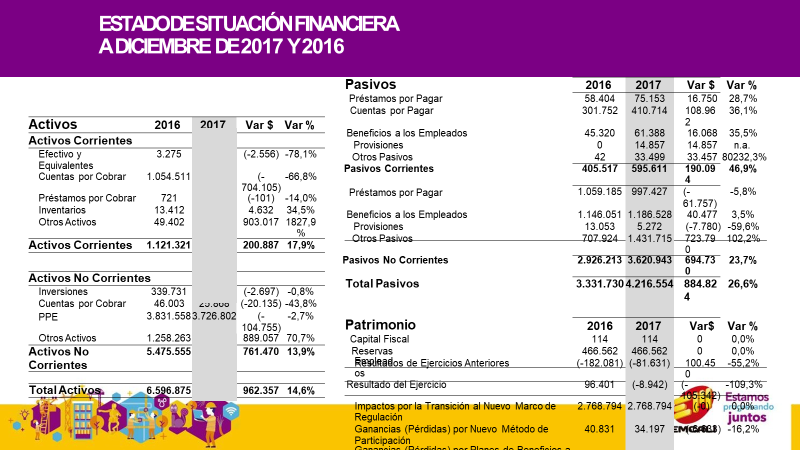 ESTADO DE SITUACIÓN FINANCIERA
A DICIEMBRE DE 2017 Y 2016
Activos 2016 2017 Var $ Var %
Activos Corrientes
Efectivo y Equivalentes 3.275 (-2.556) -78,1%
Cuentas por Cobrar 1.054.511 (-704.105) -66,8%
Préstamos por Cobrar 721 (-101) -14,0%
Inventarios 13.412 4.632 34,5%
Otros Activos 49.402 903.017 1827,9%
Activos Corrientes 1.121.321 200.887 17,9%
Activos No Corrientes
Inversiones 339.731 (-2.697) -0,8%
Cuentas por Cobrar 46.003 25.868 (-20.135) -43,8%
PPE 3.831.558 3.726.802 (-104.755) -2,7%
Otros Activos 1.258.263 889.057 70,7%
Activos No Corrientes 5.475.555 761.470 13,9%
Total Activos 6.596.875 962.357 14,6%
Pasivos 2016 2017 Var $ Var %
Préstamos por Pagar 58.404 75.153 16.750 28,7%
Cuentas por Pagar 301.752 410.714 108.962 36,1%
Beneficios a los Empleados 45.320 61.388 16.068 35,5%
Provisiones 0 14.857 14.857 n.a.
Otros Pasivos 42 33.499 33.457 80232,3%
Pasivos Corrientes 405.517 595.611 190.094 46,9%
Préstamos por Pagar 1.059.185 997.427 (-61.757) -5,8%
Beneficios a los Empleados 1.146.051 1.186.528 40.477 3,5%
Provisiones 13.053 5.272 (-7.780) -59,6%
Otros Pasivos 707.924 1.431.715 723.790 102,2%
Pasivos No Corrientes 2.926.213 3.620.943 694.730 23,7%
Total Pasivos 3.331.730 4.216.554 884.824 26,6%
Patrimonio 2016 2017 Var$ Var %
Capital Fiscal 114 114 0 0,0%
Reservas 466.562 466.562 0 0,0%
Resultados de Ejercicios Anteriores (-182.081) (-81.631) 100.450 -55,2%
Resultado del Ejercicio 96.401 (-8.942) (-105.342) -109,3%
Impactos por la Transición al Nuevo Marco de Regulación 2.768.794 2.768.794 (-0) 0,0%
Ganancias (Pérdidas) por Nuevo Método de Participación 40.831 34.197 -16,2%
Ganancias (Pérdidas) por Planes de Beneficios a
Estamos
juntos